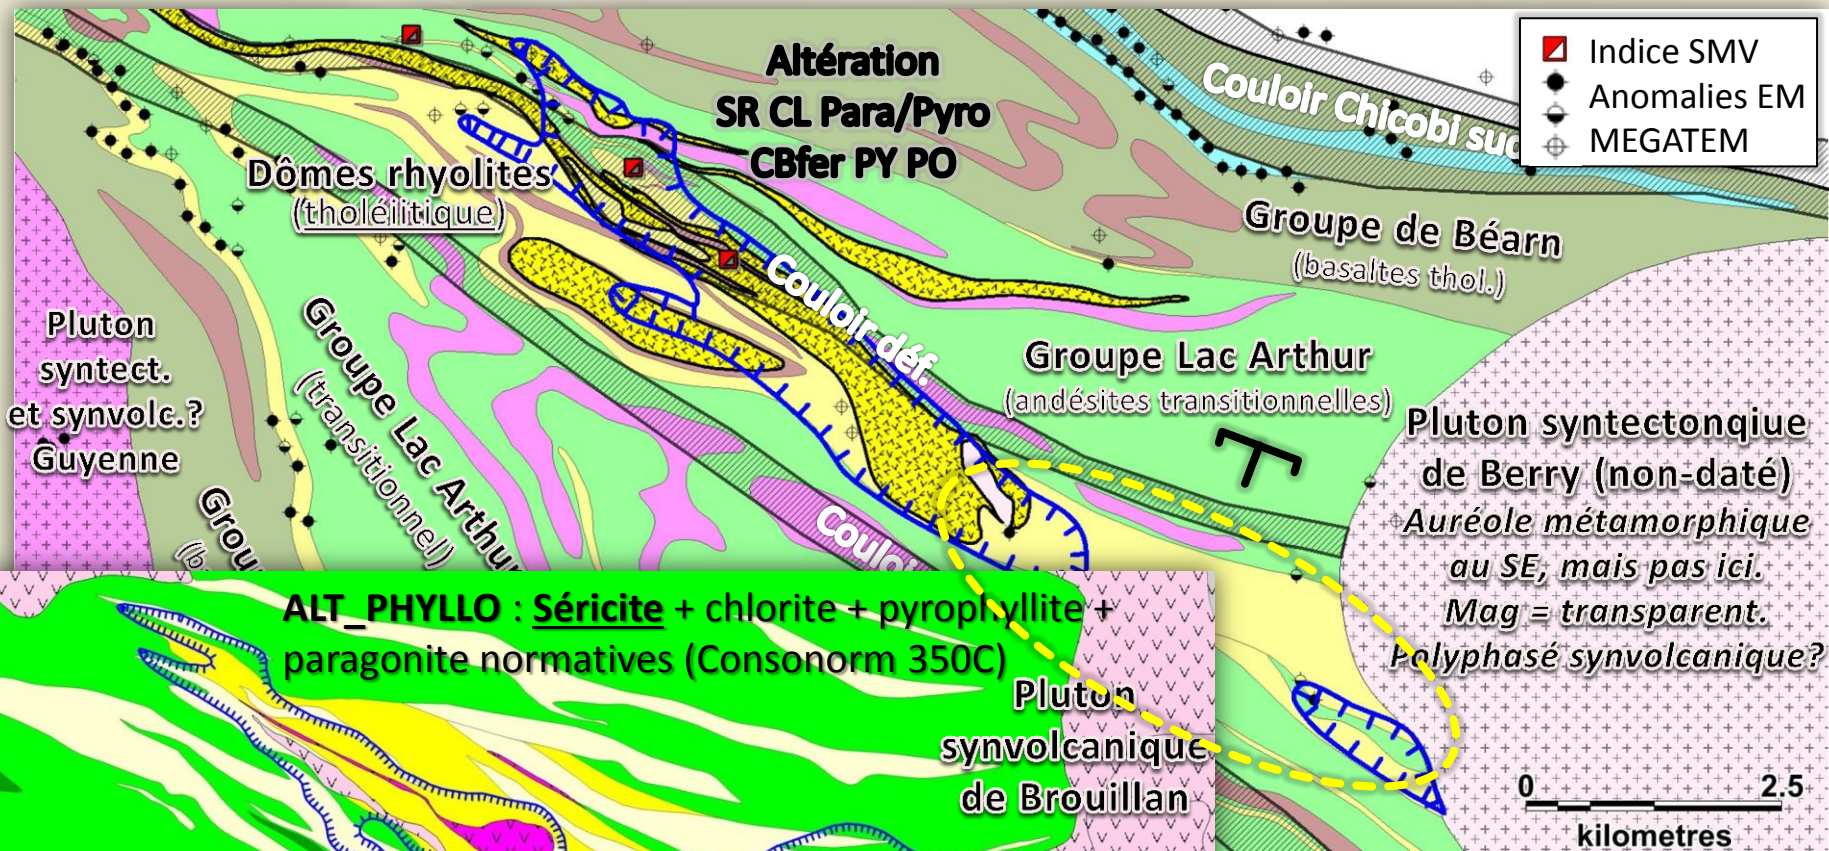 Altération
SR CL Para/Pyro
CBfer PY PO
Couloir Chicobi sud
Indice SMV
Anomalies EM
MEGATEM
Dômes rhyolites
(tholéiitique)
Groupe de Béarn
(basaltes thol.)
Couloir déf.
Pluton
syntect.
et synvolc.?
Guyenne
Groupe Lac Arthur
(transitionnel)
Groupe Lac Arthur
(andésites transitionnelles)
Pluton syntectonqiue
de Berry (non-daté)
Auréole métamorphique
au SE, mais pas ici.
Mag = transparent.
Polyphasé synvolcanique?
Grou
(b
Coulo
ALT_PHYLLO : Séricite + chlorite + pyrophyllite +
paragonite normatives (Consonorm 350C)
Pluton
synvolcanique
de Brouillan
0 2.5
kilometres